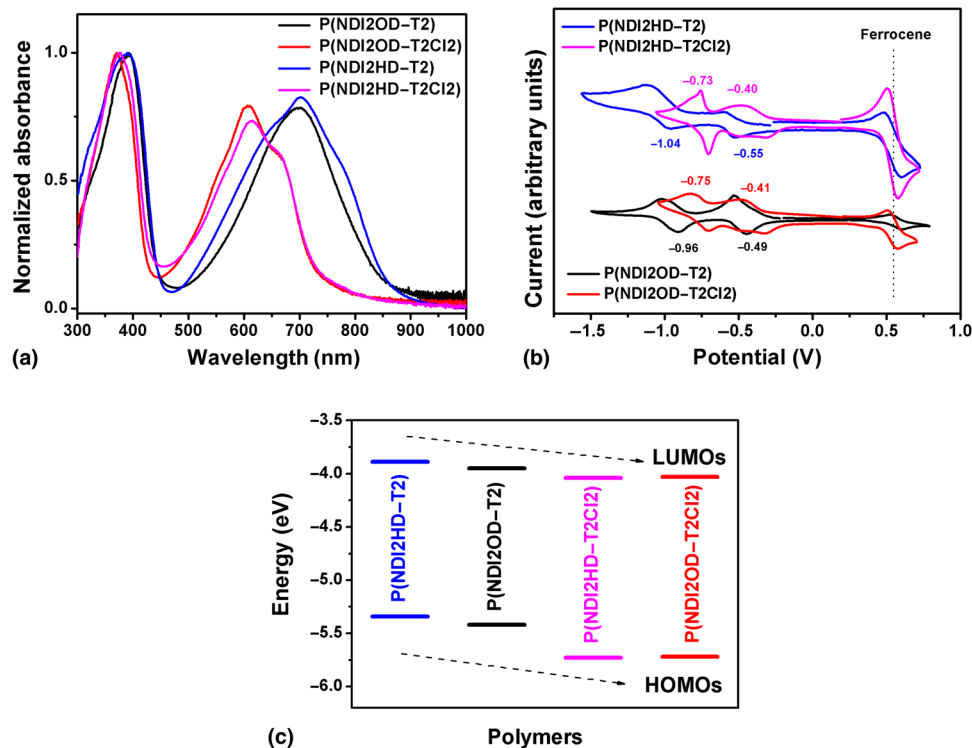 P(NDI2OD–T2)
P(NDI2OD–T2Cl2)
P(NDI2HD–T2)
P(NDI2HD–T2Cl2)
Normalized absorbance
1.0
0.5
0.0
300
400
500
600
700
800
900
1000
Wavelength (nm)
(a)
P(NDI2HD–T2)
P(NDI2HD–T2Cl2)
Ferrocene
–0.73
–0.40
–1.04
–0.55
–0.75
–0.41
–0.96
–0.49
P(NDI2OD–T2)
P(NDI2OD–T2Cl2)
Current (arbitrary units)
–1.5
–1.0
–0.5
0.0
0.5
1.0
Potential (V)
(b)
–3.5
–4.0
–4.5
–5.0
–5.5
–6.0
Energy (eV)
LUMOs
P(NDI2HD–T2)
P(NDI2OD–T2)
P(NDI2HD–T2Cl2)
P(NDI2OD–T2Cl2)
HOMOs
(c)
Polymers